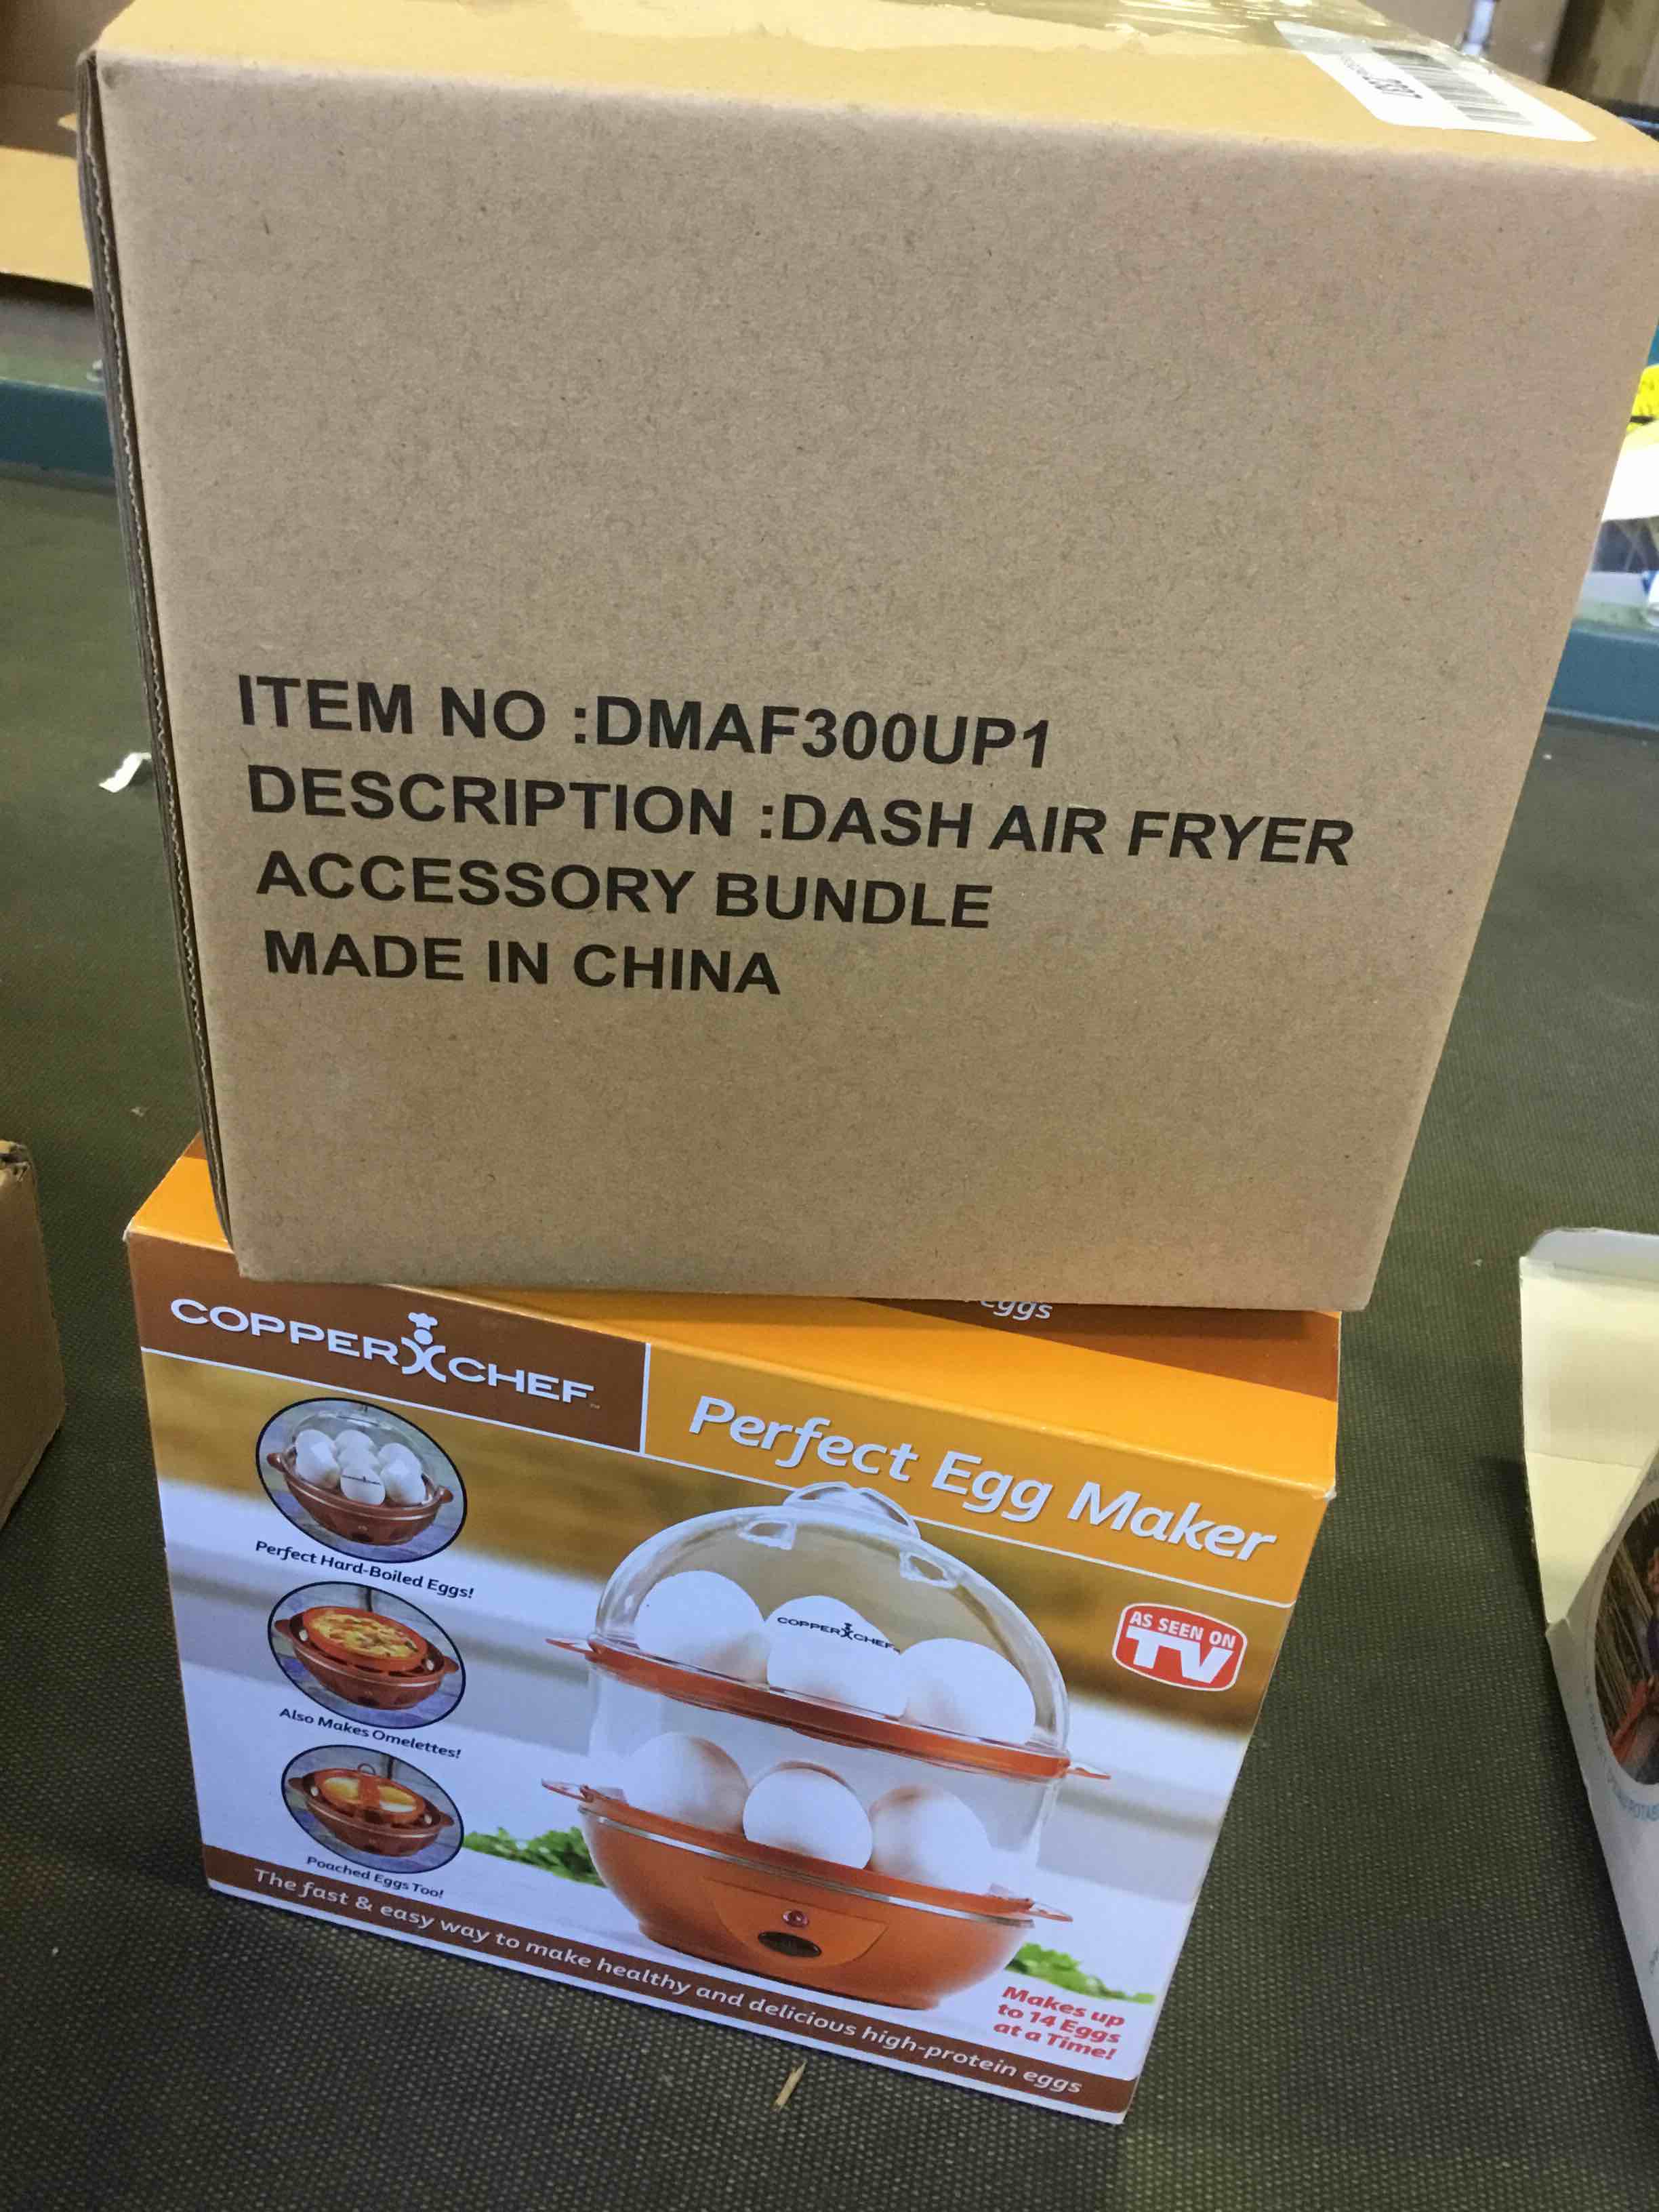 ITEM NO :DMAF300UP1
DESCRIPTION :DASH AIR FRYER
ACCESSORY BUNDLE
MADE IN CHINA
eggs
COPPER CHEF™
Perfect Egg Maker
Perfect Hard-Boiled Eggs!
Also Makes Omelettes!
Poached Eggs Too!
COPPER CHEF
AS SEEN ON
TV
Makes up
to 14 Eggs
at a Time!
The fast & easy way to make healthy and delicious high-protein eggs